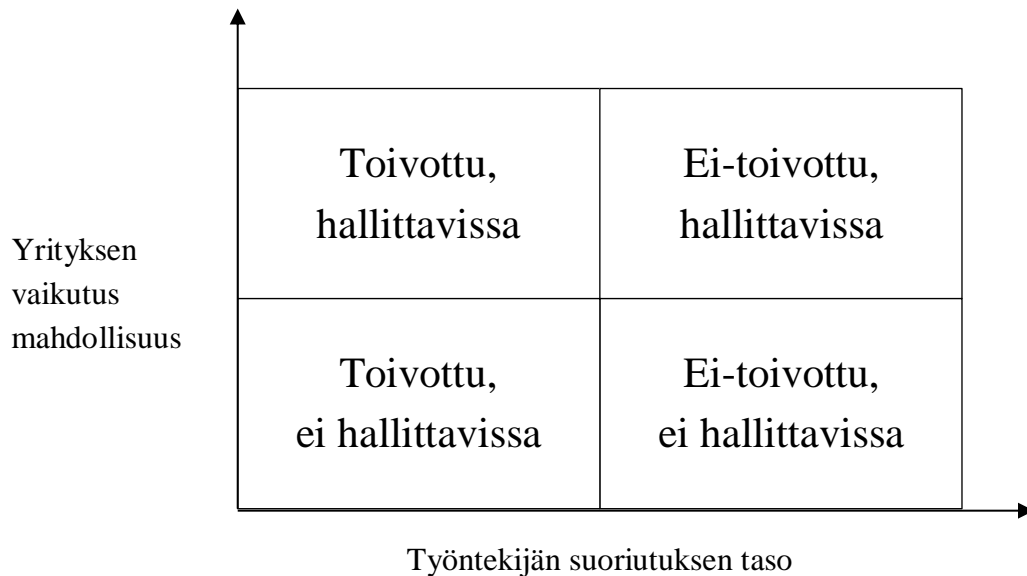 Toivottu,
hallittavissa
Ei-toivottu,
hallittavissa
Yrityksen
vaikutus
mahdollisuus
Toivottu,
ei hallittavissa
Ei-toivottu,
ei hallittavissa
Työntekijän suoriutuksen taso